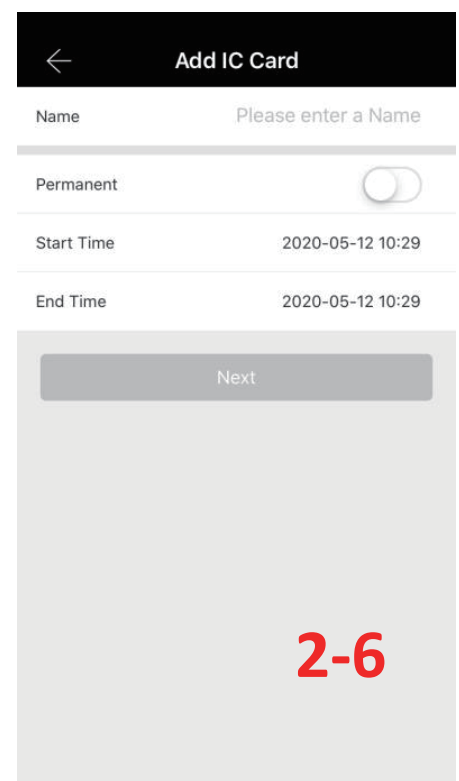 Add IC Card
Name Please enter a Name
Permanent
Start Time 2020-05-12 10:29
End Time 2020-05-12 10:29
Next
2-6